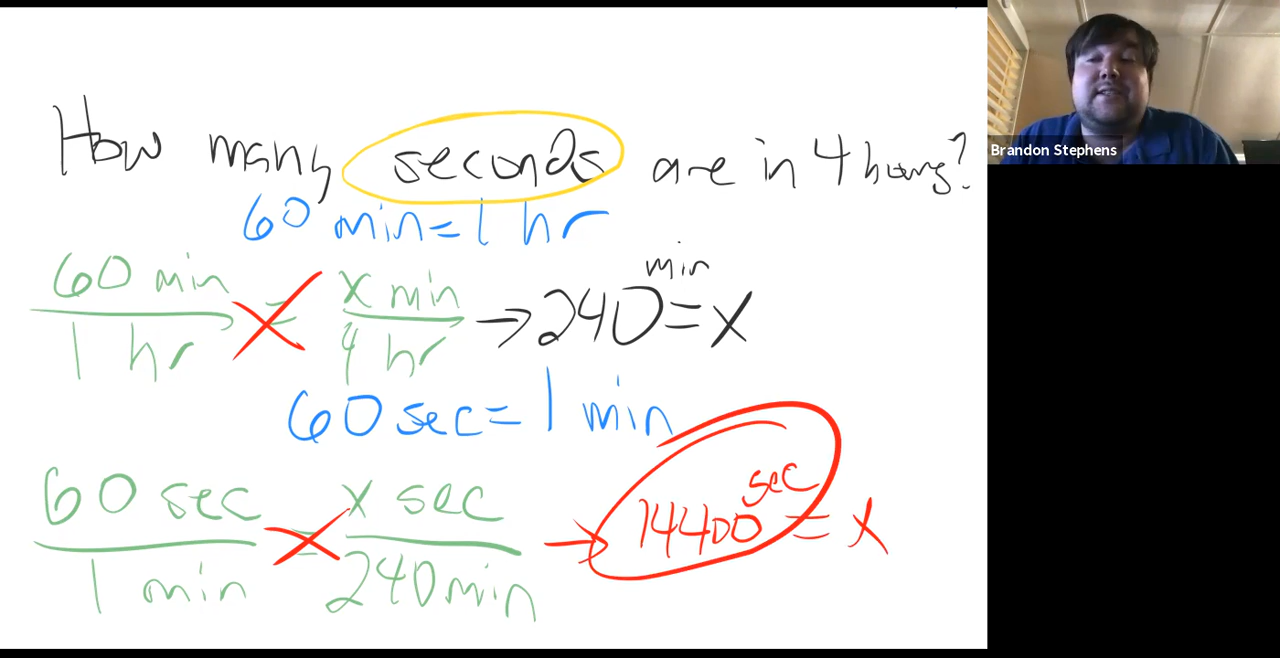 How many seconds are in 4 hours?
Brandon Stephens
60 min = 1 hr
60 min = x min → 240 min = x
1 hr 4 hr
60 sec = 1 min
60 sec = x sec → 14400 sec = x
1 min 240 min